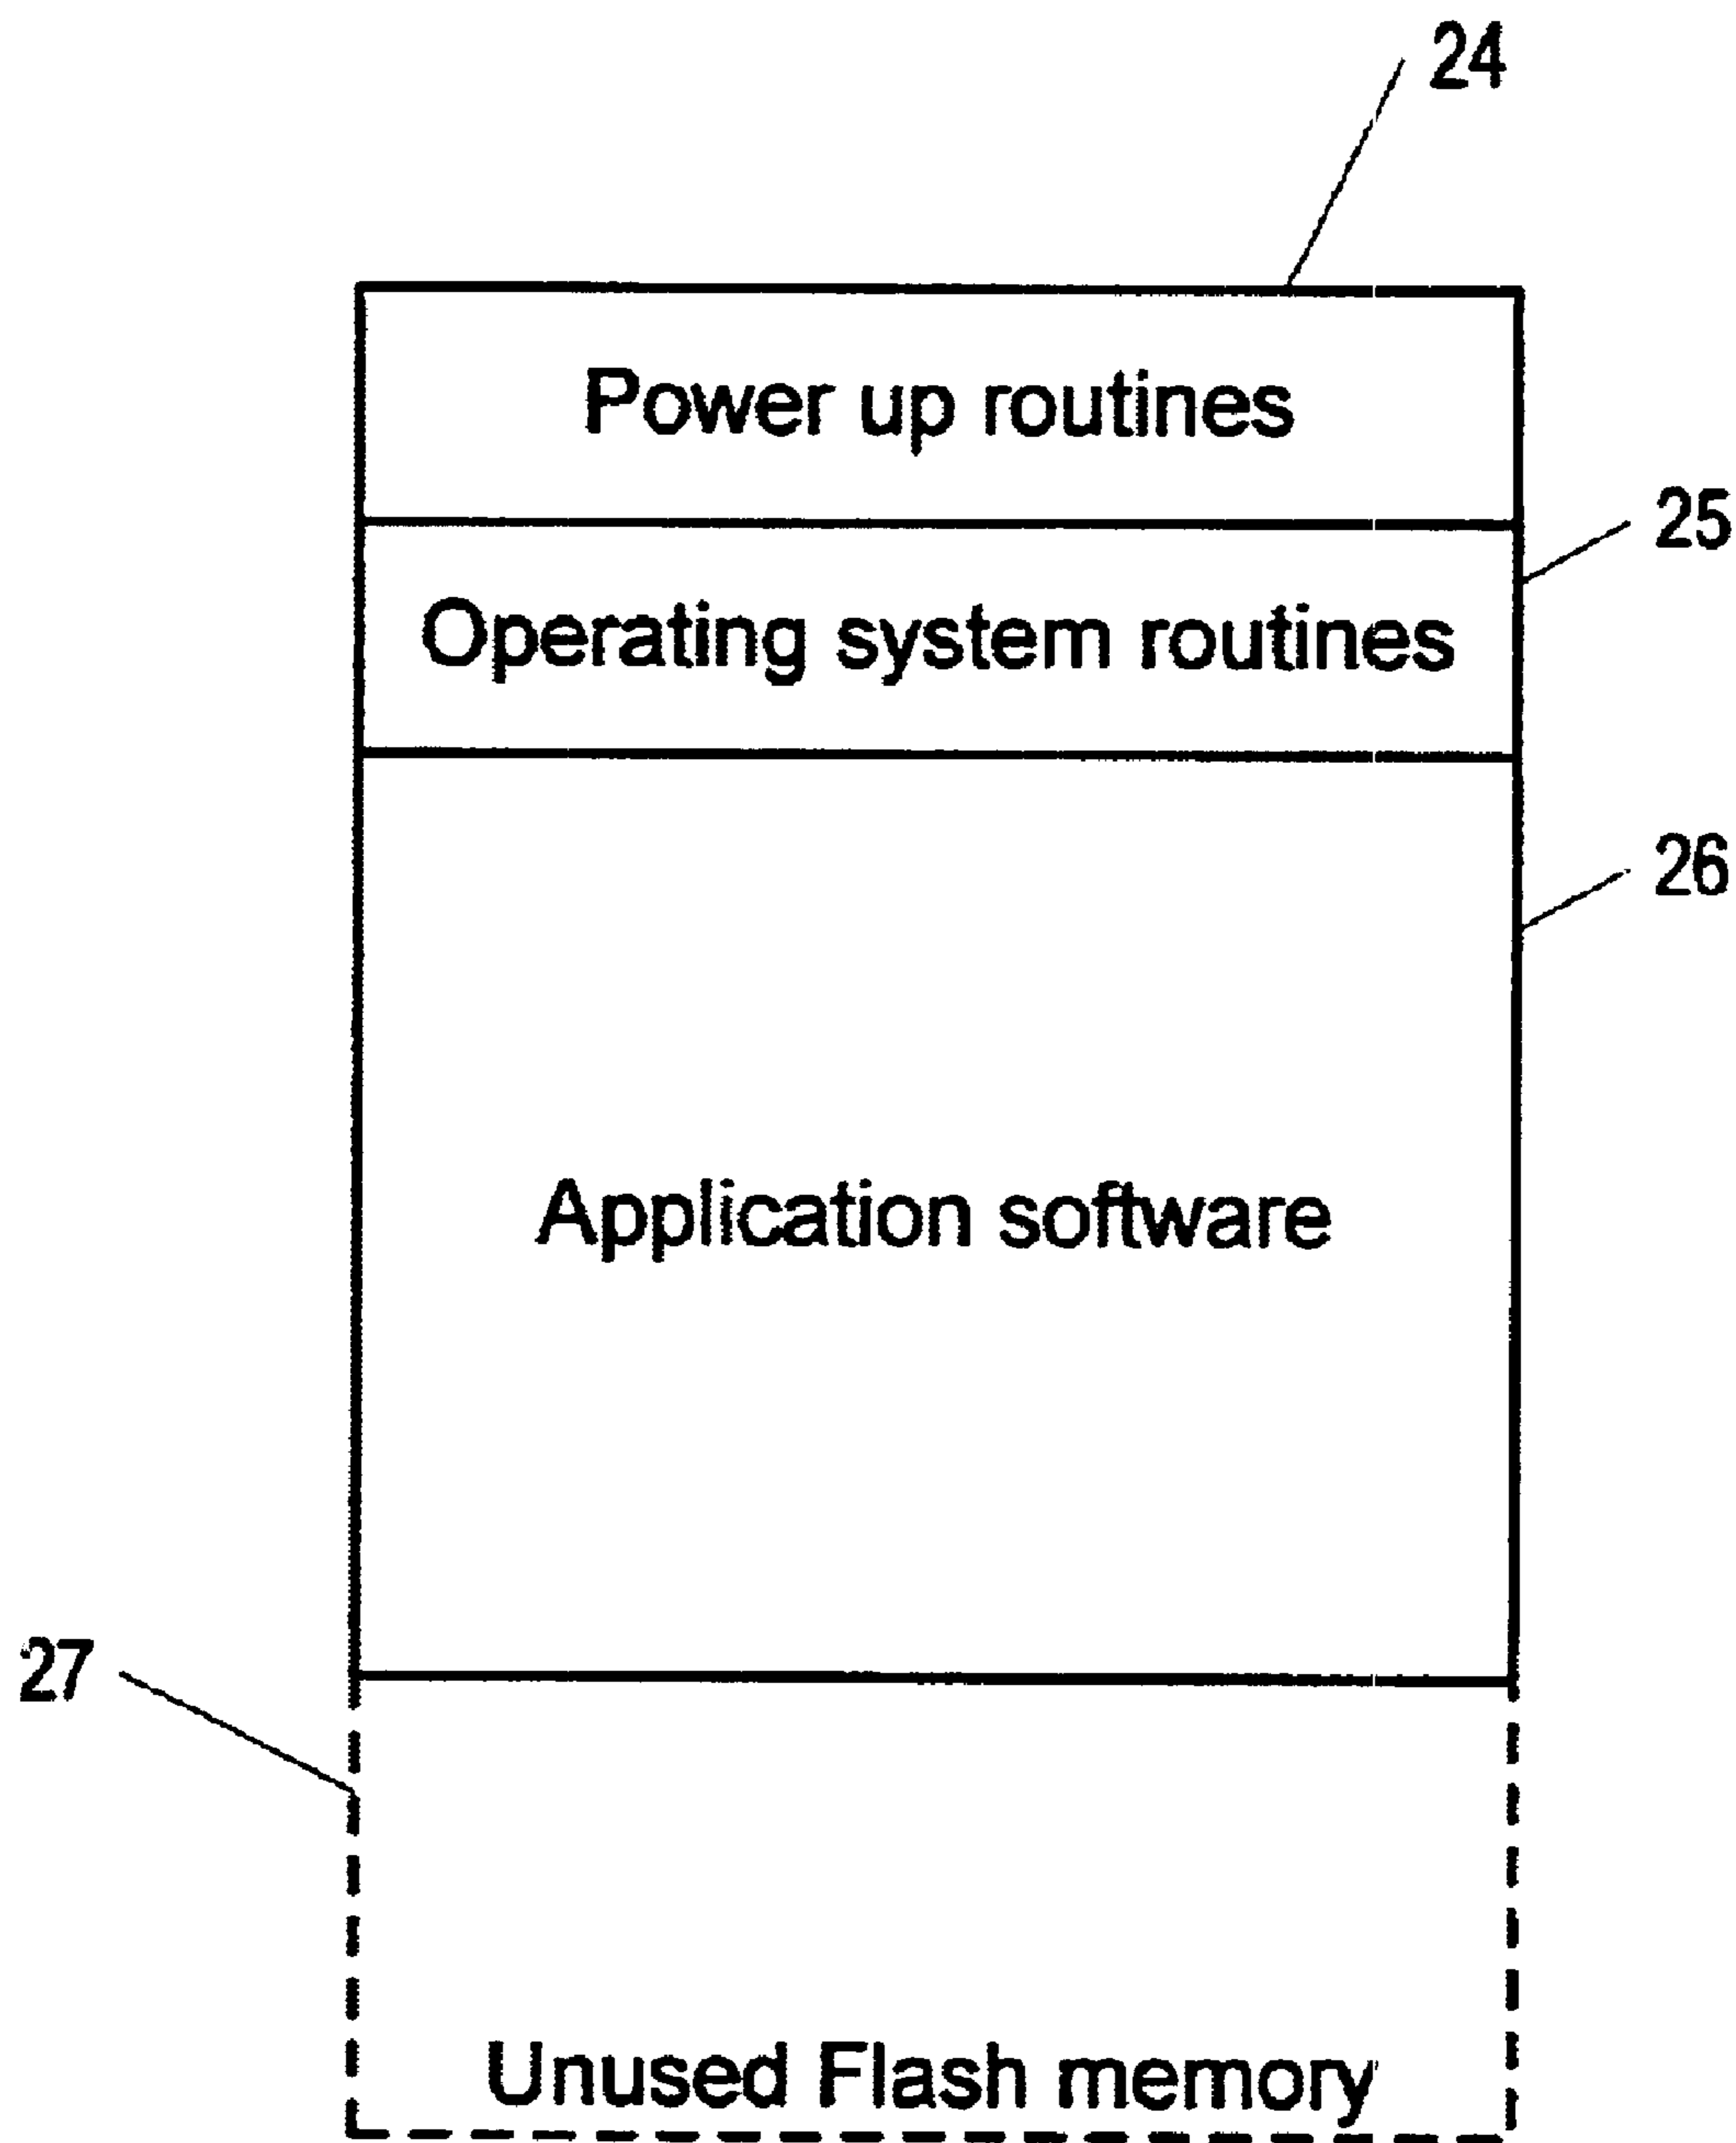 24
Power up routines
25
Operating system routines
26
Application software
27
Unused Flash memory